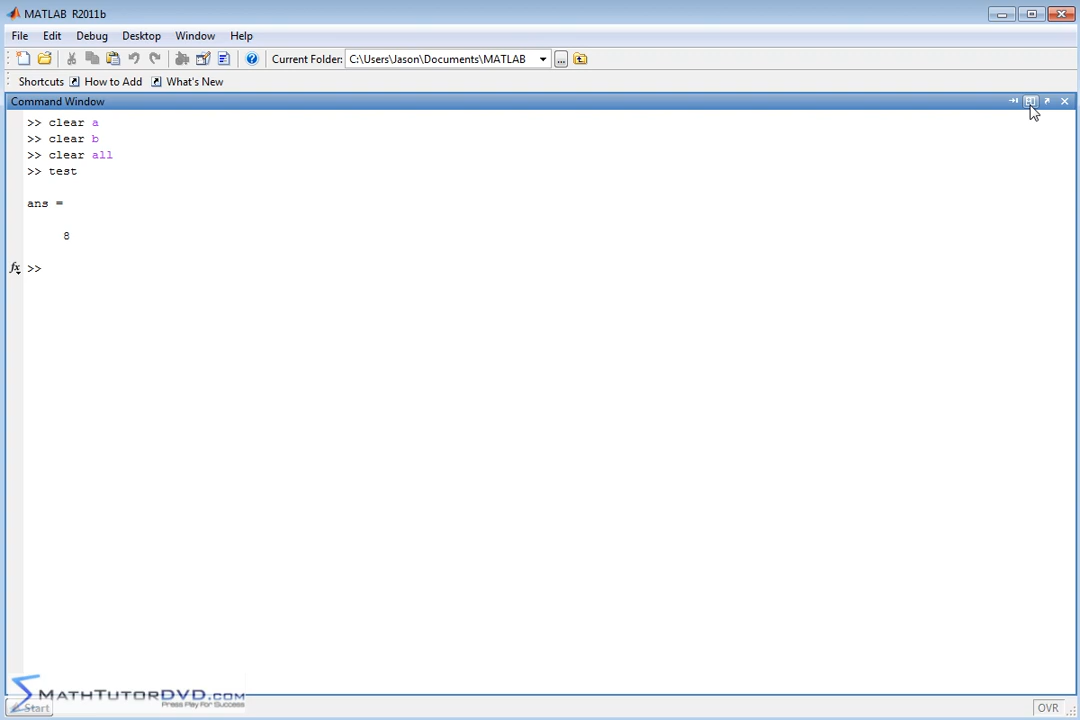 MATLAB R2011b
File Edit Debug Desktop Window Help
Current Folder: C:\Users\Jason\Documents\MATLAB ...
Shortcuts How to Add What's New
Command Window
>> clear a
>> clear b
>> clear all
>> test
ans =
8
fx >>
MATHTUTORDVD.COM
Press Play For Success
Start OVR